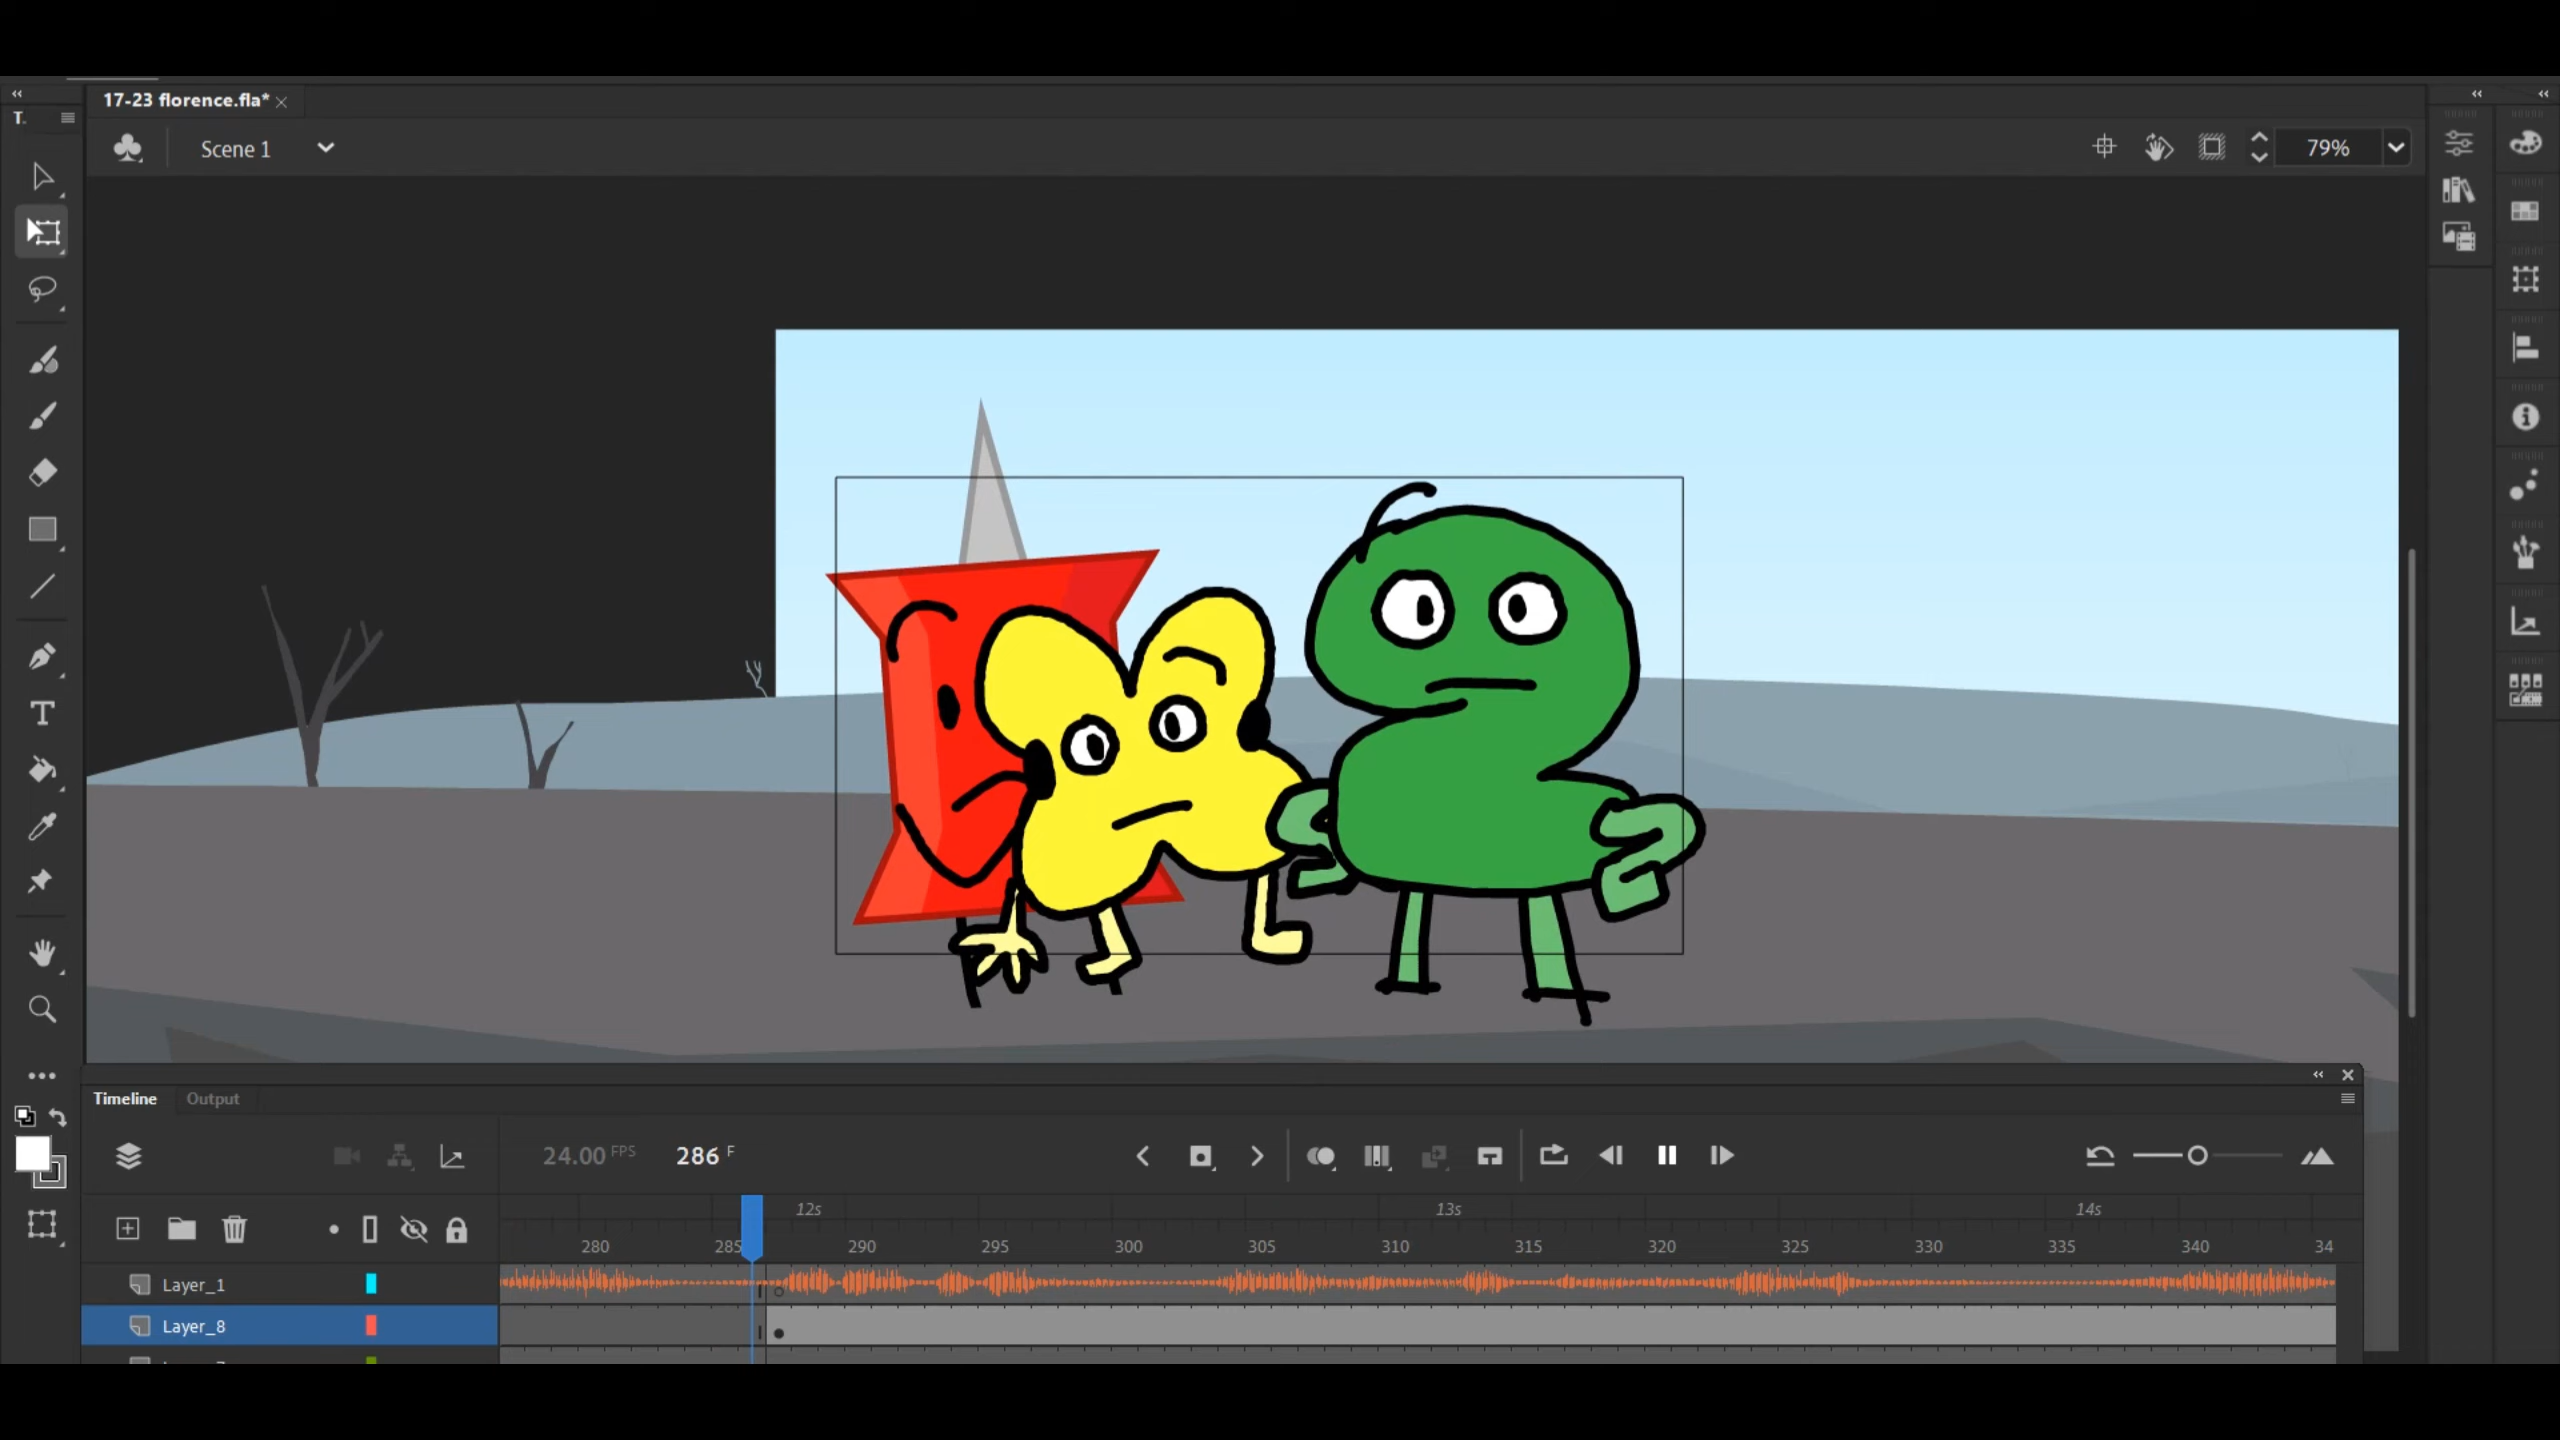 17-23 florence.fla*
T.
Scene 1
79%
T
Timeline
Output
24.00 FPS
286 F
12s
13s
14s
280
285
290
295
300
305
310
315
320
325
330
335
340
34
Layer_1
Layer_8